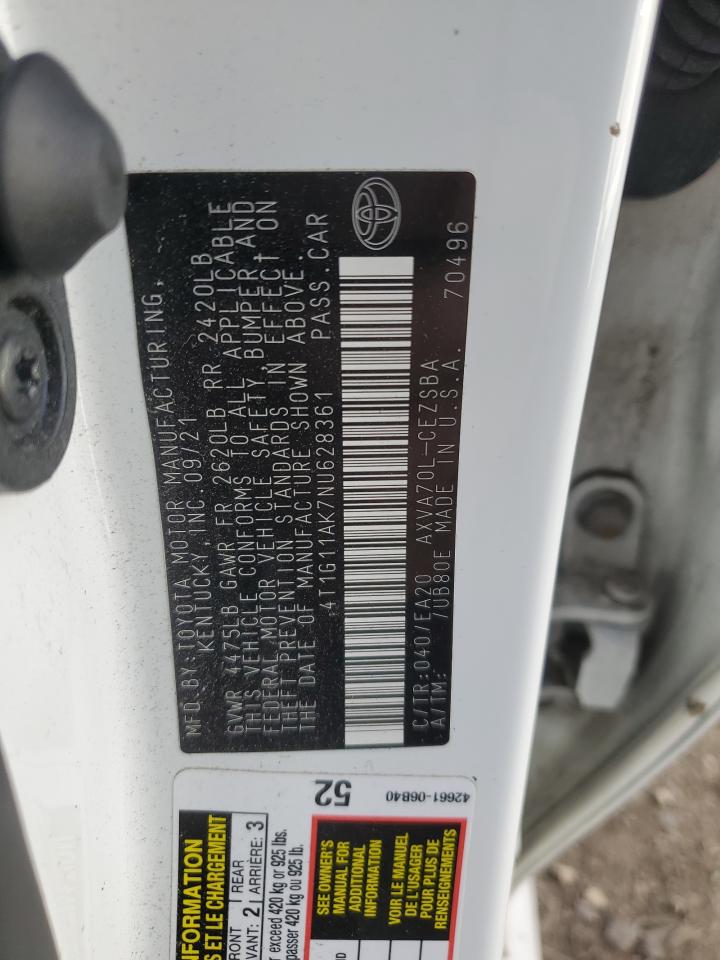 MFD. BY: TOYOTA MOTOR MANUFACTURING,
KENTUCKY, INC. 09/21
GVWR 4475LB GAWR FR 2620LB RR 2420LB
THIS VEHICLE CONFORMS TO ALL APPLICABLE
FEDERAL MOTOR VEHICLE SAFETY, BUMPER, AND
THEFT PREVENTION STANDARDS IN EFFECT ON
THE DATE OF MANUFACTURE SHOWN ABOVE.
4T1G11AK7NU628361 PASS.CAR
C/TR:040/EA20 AXVA70L-CEZSBA
A/TM: /UB80E MADE IN U.S.A. 70496
INFORMATION
S ET LE CHARGEMENT
FRONT 2 REAR 3
AVANT: ARRIÈRE:
r exceed 420 kg or 925 lbs.
passer 420 kg ou 925 lb.
SEE OWNER'S
MANUAL FOR
ADDITIONAL
INFORMATION
VOIR LE MANUEL
DE L'USAGER
POUR PLUS DE
RENSEIGNEMENTS
52
42661-06B40